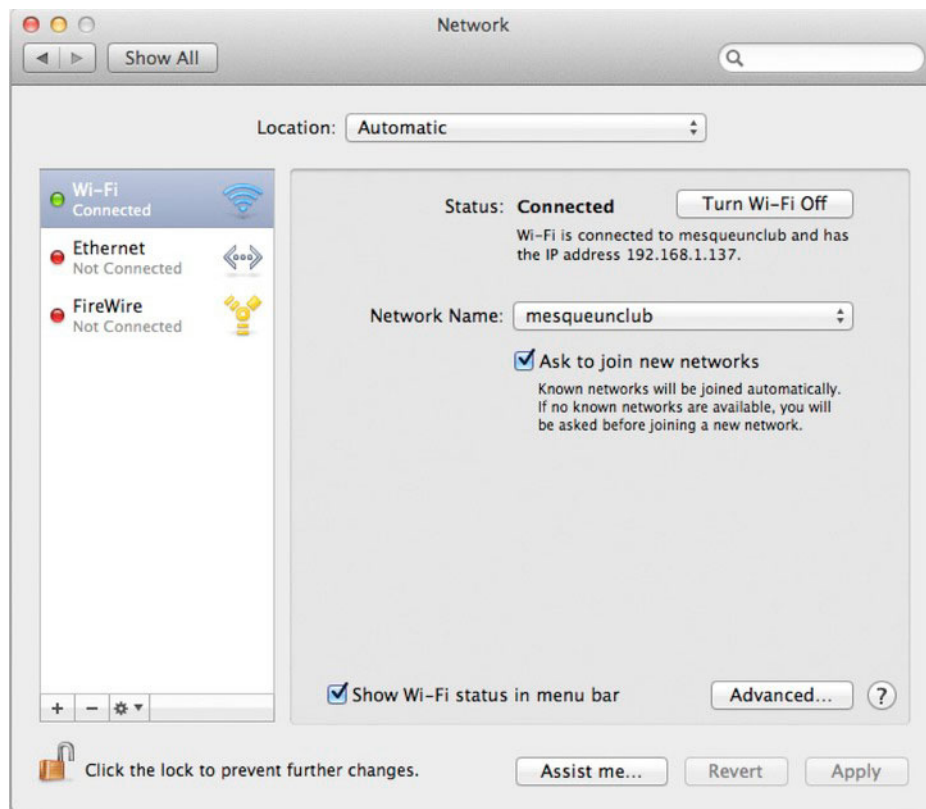 Network
Show All
Location: Automatic
Wi-Fi
Connected
Ethernet
Not Connected
FireWire
Not Connected
Status: Connected
Turn Wi-Fi Off
Wi-Fi is connected to mesqueunclub and has
the IP address 192.168.1.137.
Network Name: mesqueunclub
Ask to join new networks
Known networks will be joined automatically.
If no known networks are available, you will
be asked before joining a new network.
+ −
Show Wi-Fi status in menu bar
Advanced... ?
Click the lock to prevent further changes.
Assist me... Revert Apply